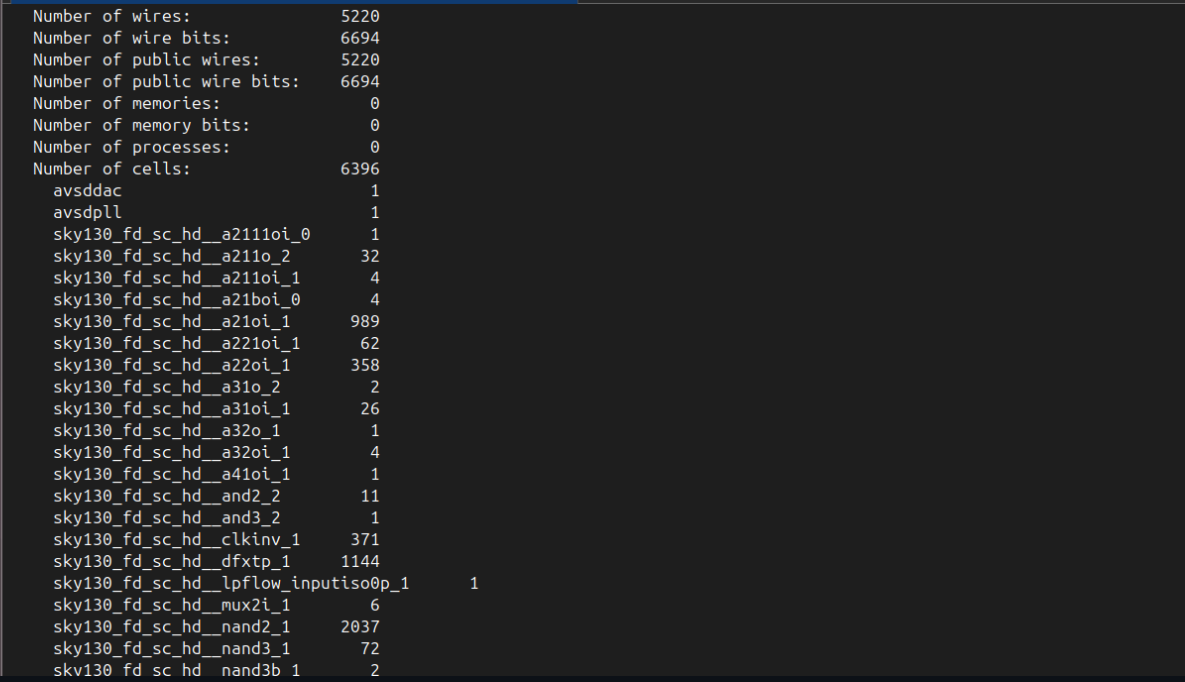 Number of wires: 5220
Number of wire bits: 6694
Number of public wires: 5220
Number of public wire bits: 6694
Number of memories: 0
Number of memory bits: 0
Number of processes: 0
Number of cells: 6396
avsddac 1
avsdpll 1
sky130_fd_sc_hd__a2111oi_0 1
sky130_fd_sc_hd__a211o_2 32
sky130_fd_sc_hd__a211oi_1 4
sky130_fd_sc_hd__a21boi_0 4
sky130_fd_sc_hd__a21oi_1 989
sky130_fd_sc_hd__a221oi_1 62
sky130_fd_sc_hd__a22oi_1 358
sky130_fd_sc_hd__a31o_2 2
sky130_fd_sc_hd__a31oi_1 26
sky130_fd_sc_hd__a32o_1 1
sky130_fd_sc_hd__a32oi_1 4
sky130_fd_sc_hd__a41oi_1 1
sky130_fd_sc_hd__and2_2 11
sky130_fd_sc_hd__and3_2 1
sky130_fd_sc_hd__clkinv_1 371
sky130_fd_sc_hd__dfxtp_1 1144
sky130_fd_sc_hd__lpflow_inputiso0p_1 1
sky130_fd_sc_hd__mux2i_1 6
sky130_fd_sc_hd__nand2_1 2037
sky130_fd_sc_hd__nand3_1 72
sky130_fd_sc_hd__nand3b_1 2